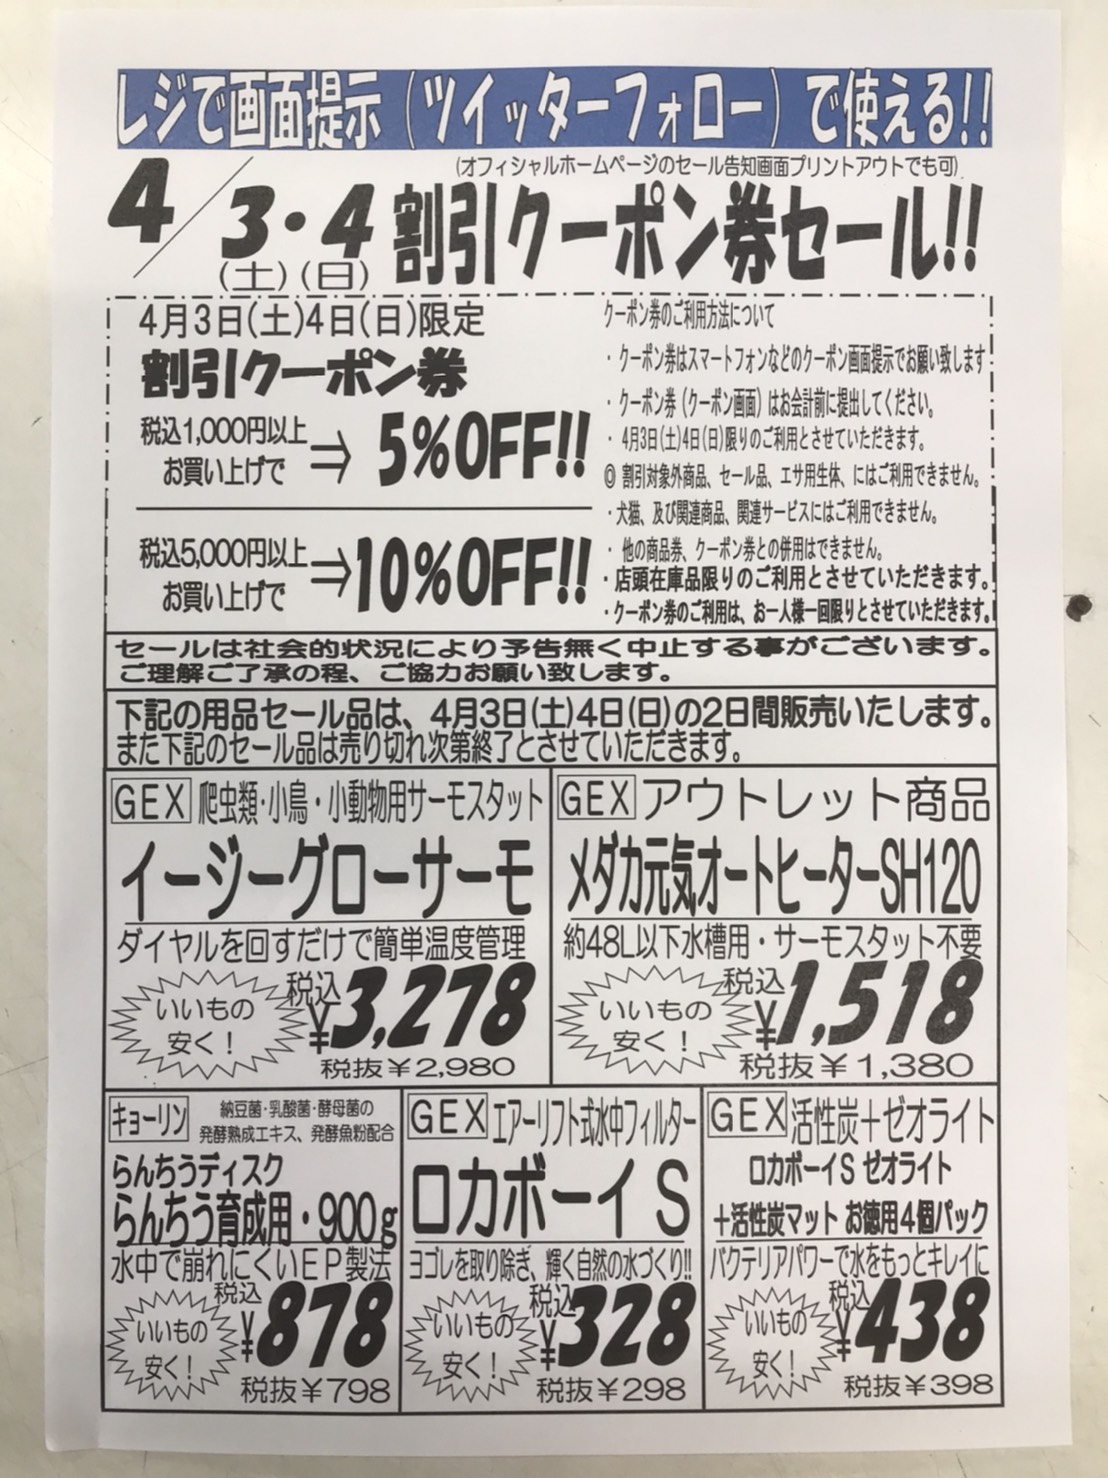 レジで画面提示（ツイッターフォロー）で使える!!
(オフィシャルホームページのセール告知画面プリントアウトでも可)
4/3・4 割引クーポン券セール!!
(土)(日)
4月3日(土)4日(日)限定
割引クーポン券
税込1,000円以上
お買い上げで
⇒ 5%OFF!!
税込5,000円以上
お買い上げで
⇒10%OFF!!
クーポン券のご利用方法について
・クーポン券はスマートフォンなどのクーポン画面提示でお願い致します
・クーポン券（クーポン画面）はお会計前に提出してください。
・4月3日(土)4日(日)限りのご利用とさせていただきます。
◎ 割引対象外商品、セール品、エサ用生体、にはご利用できません。
・犬猫、及び関連商品、関連サービスにはご利用できません。
・他の商品券、クーポン券との併用はできません。
・店頭在庫品限りのご利用とさせていただきます。
・クーポン券のご利用は、お一人様一回限りとさせていただきます。
セールは社会的状況により予告無く中止する事がございます。
ご理解ご了承の程、ご協力お願い致します。
下記の用品セール品は、4月3日(土)4日(日)の2日間販売いたします。
また下記のセール品は売り切れ次第終了とさせていただきます。
GEX 爬虫類・小鳥・小動物用サーモスタット
イージーグローサーモ
ダイヤルを回すだけで簡単温度管理
いいもの
安く！
税込
¥3,278
税抜¥2,980
GEX アウトレット商品
メダカ元気オートヒーターSH120
約48L以下水槽用・サーモスタット不要
いいもの
安く！
税込
¥1,518
税抜¥1,380
キョーリン
納豆菌・乳酸菌・酵母菌の
発酵熟成エキス、発酵魚粉配合
らんちうディスク
らんちう育成用・900g
水中で崩れにくいEP製法
いいもの
安く！
税込
¥878
税抜¥798
GEX エアーリフト式水中フィルター
ロカボーイS
ヨゴレを取り除き、輝く自然の水づくり!!
いいもの
安く！
税込
¥328
税抜¥298
GEX 活性炭＋ゼオライト
ロカボーイS ゼオライト
＋活性炭マット お徳用4個パック
バクテリアパワーで水をもっとキレイに
いいもの
安く！
税込
¥438
税抜¥398